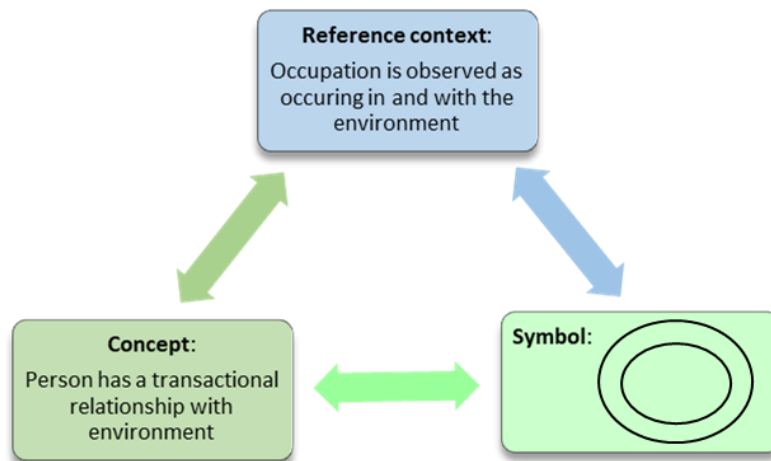 Reference context:
Occupation is observed as
occuring in and with the
environment
Concept:
Person has a transactional
relationship with
environment
Symbol: